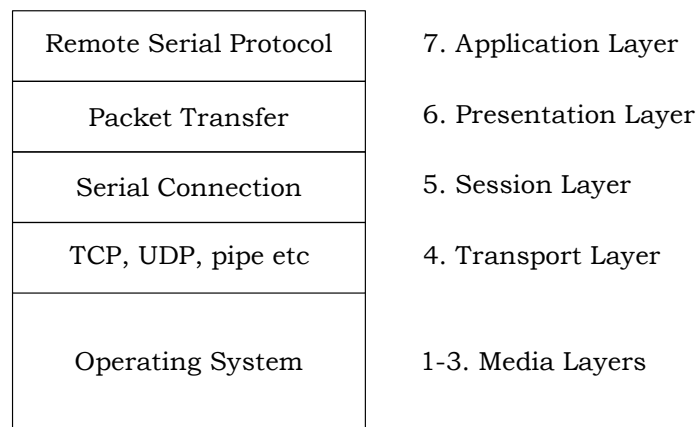 Remote Serial Protocol 7. Application Layer
Packet Transfer 6. Presentation Layer
Serial Connection 5. Session Layer
TCP, UDP, pipe etc 4. Transport Layer
Operating System 1-3. Media Layers